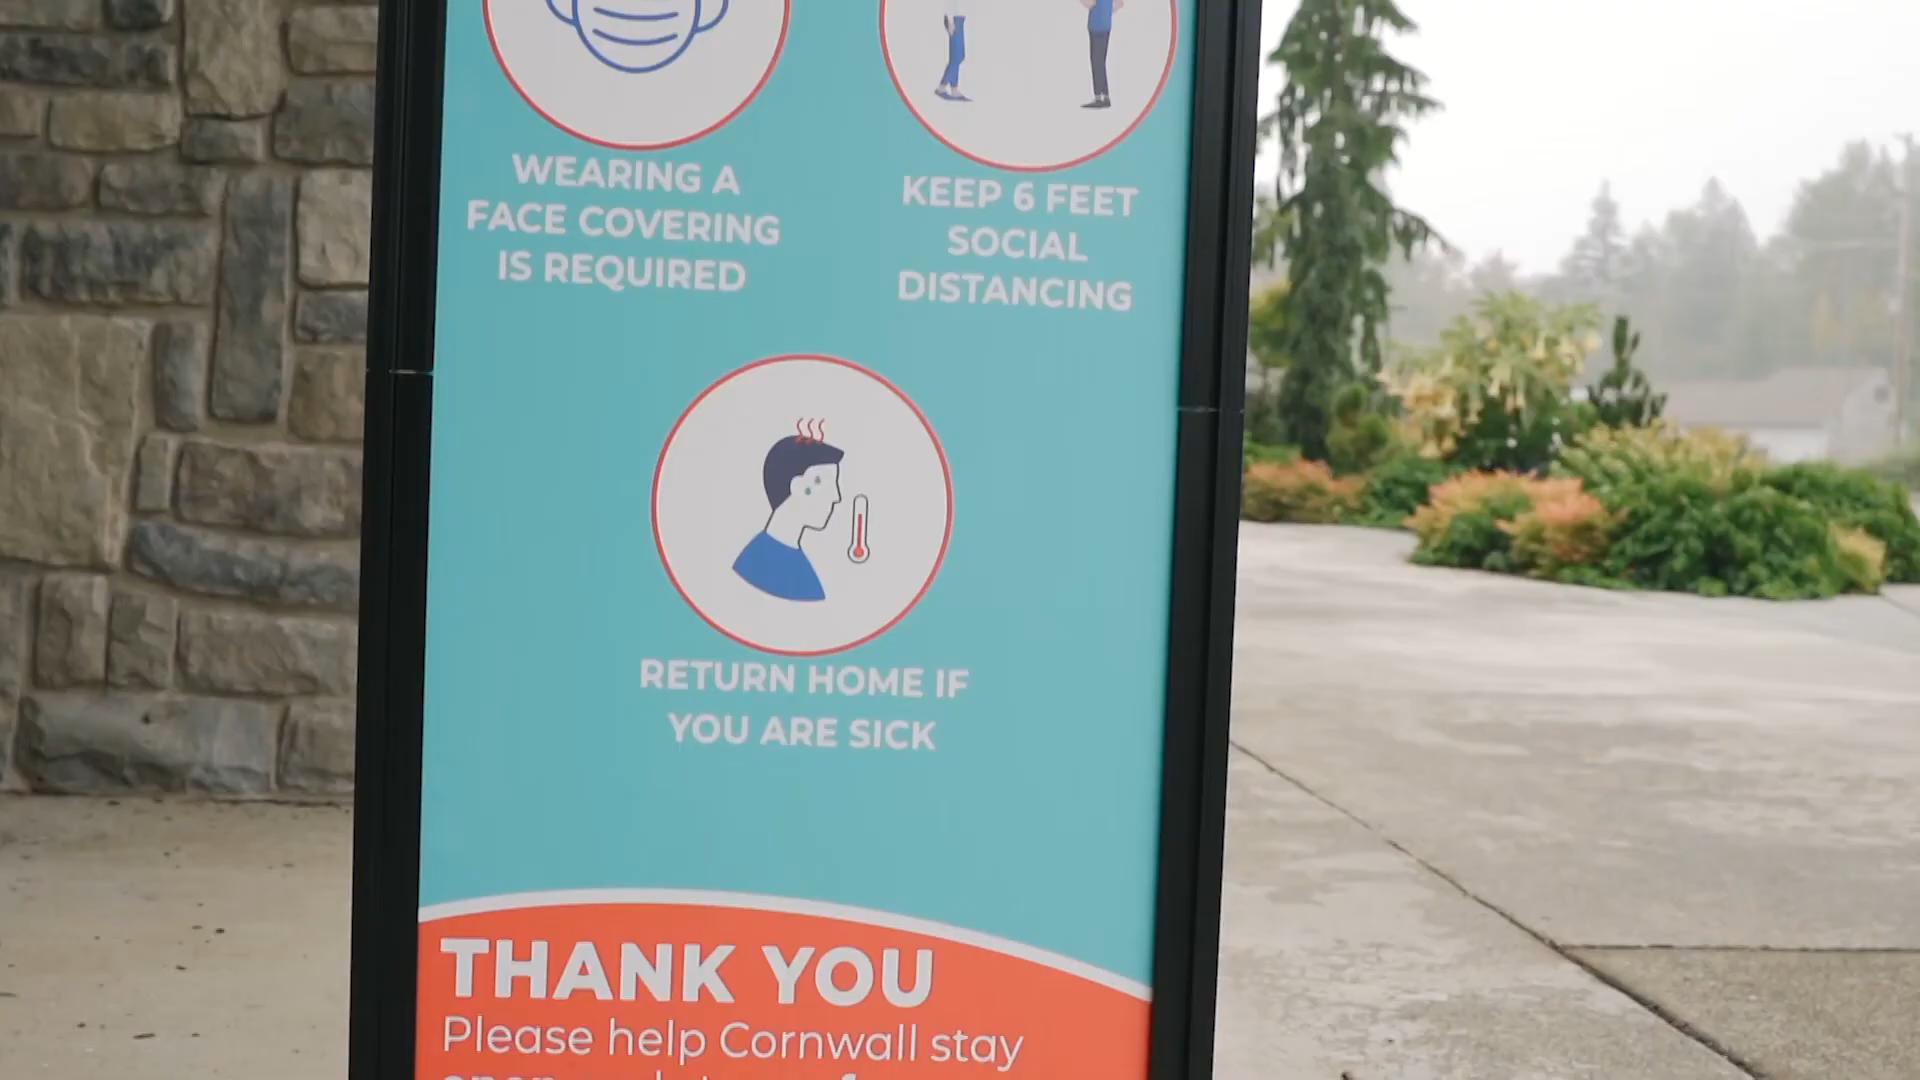 WEARING A
FACE COVERING
IS REQUIRED
KEEP 6 FEET
SOCIAL
DISTANCING
RETURN HOME IF
YOU ARE SICK
THANK YOU
Please help Cornwall stay